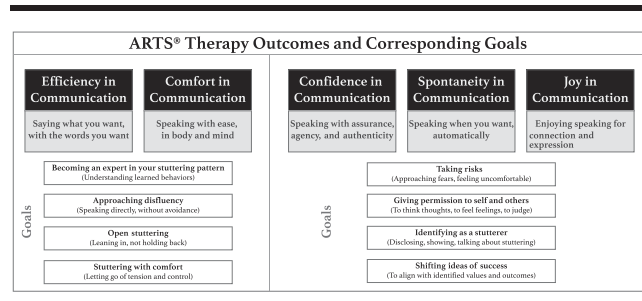 ARTS® Therapy Outcomes and Corresponding Goals
Efficiency in
Communication
Saying what you want,
with the words you want
Comfort in
Communication
Speaking with ease,
in body and mind
Goals
Becoming an expert in your stuttering pattern
(Understanding learned behaviors)
Approaching disfluency
(Speaking directly, without avoidance)
Open stuttering
(Leaning in, not holding back)
Stuttering with comfort
(Letting go of tension and control)
Confidence in
Communication
Speaking with assurance,
agency, and authenticity
Spontaneity in
Communication
Speaking when you want,
automatically
Joy in
Communication
Enjoying speaking for
connection and
expression
Goals
Taking risks
(Approaching fears, feeling uncomfortable)
Giving permission to self and others
(To think thoughts, to feel feelings, to judge)
Identifying as a stutterer
(Disclosing, showing, talking about stuttering)
Shifting ideas of success
(To align with identified values and outcomes)